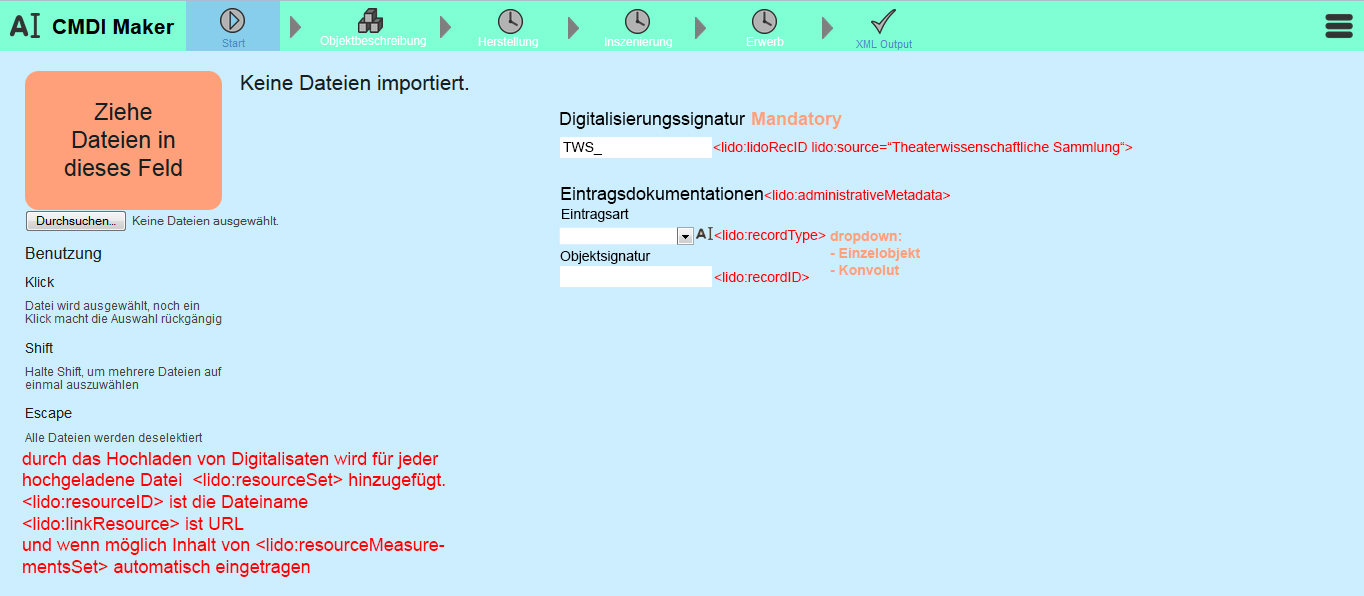 CMDI Maker
Start
Objektbeschreibung
Herstellung
Inszenierung
Erwerb
XML Output
Ziehe
Dateien in
dieses Feld
Durchsuchen... Keine Dateien ausgewählt.
Benutzung
Klick
Datei wird ausgewählt, noch ein
Klick macht die Auswahl rückgängig
Shift
Halte Shift, um mehrere Dateien auf
einmal auszuwählen
Escape
Alle Dateien werden deselektiert
durch das Hochladen von Digitalisaten wird für jeder
hochgeladene Datei <lido:resourceSet> hinzugefügt.
<lido:resourceID> ist die Dateiname
<lido:linkResource> ist URL
und wenn möglich Inhalt von <lido:resourceMeasure-
mentsSet> automatisch eingetragen
Keine Dateien importiert.
Digitalisierungssignatur Mandatory
TWS_ <lido:lidoRecID lido:source=“Theaterwissenschaftliche Sammlung“>
Eintragsdokumentationen<lido:administrativeMetadata>
Eintragsart
<lido:recordType>
Objektsignatur
<lido:recordID>
dropdown:
- Einzelobjekt
- Konvolut